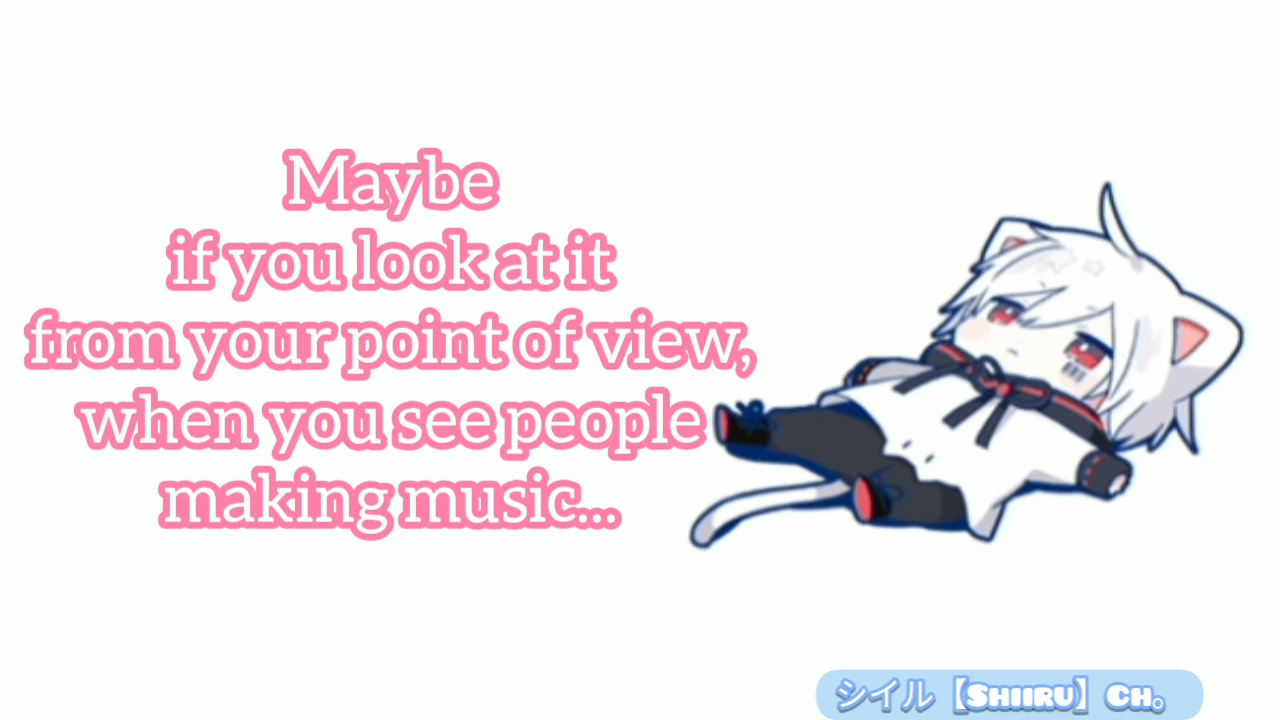 Maybe
if you look at it
from your point of view,
when you see people
making music...
シイル【Shiiru】Ch。